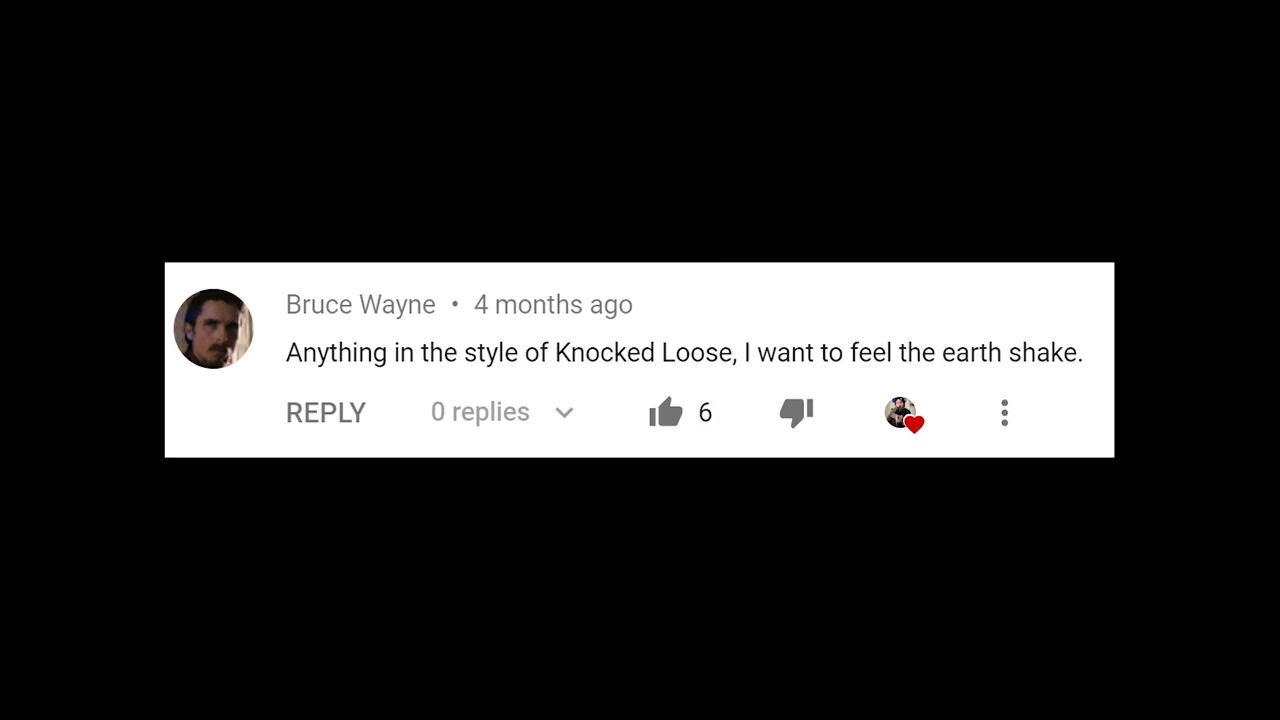 Bruce Wayne • 4 months ago
Anything in the style of Knocked Loose, I want to feel the earth shake.
REPLY 0 replies 6